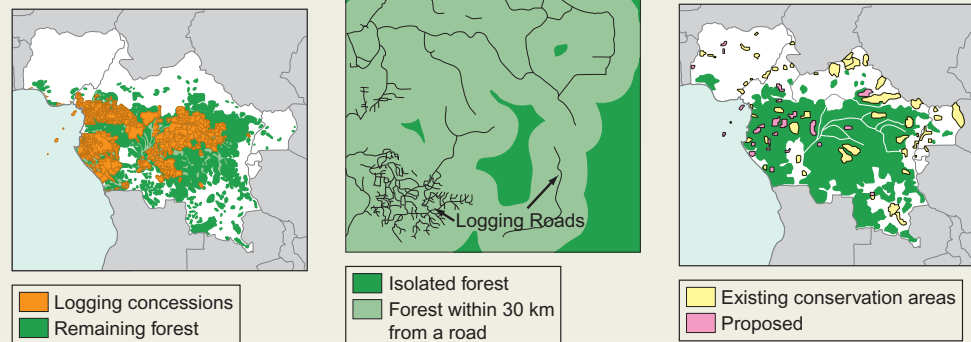 Logging Roads
Logging concessions
Remaining forest
Isolated forest
Forest within 30 km
from a road
Existing conservation areas
Proposed